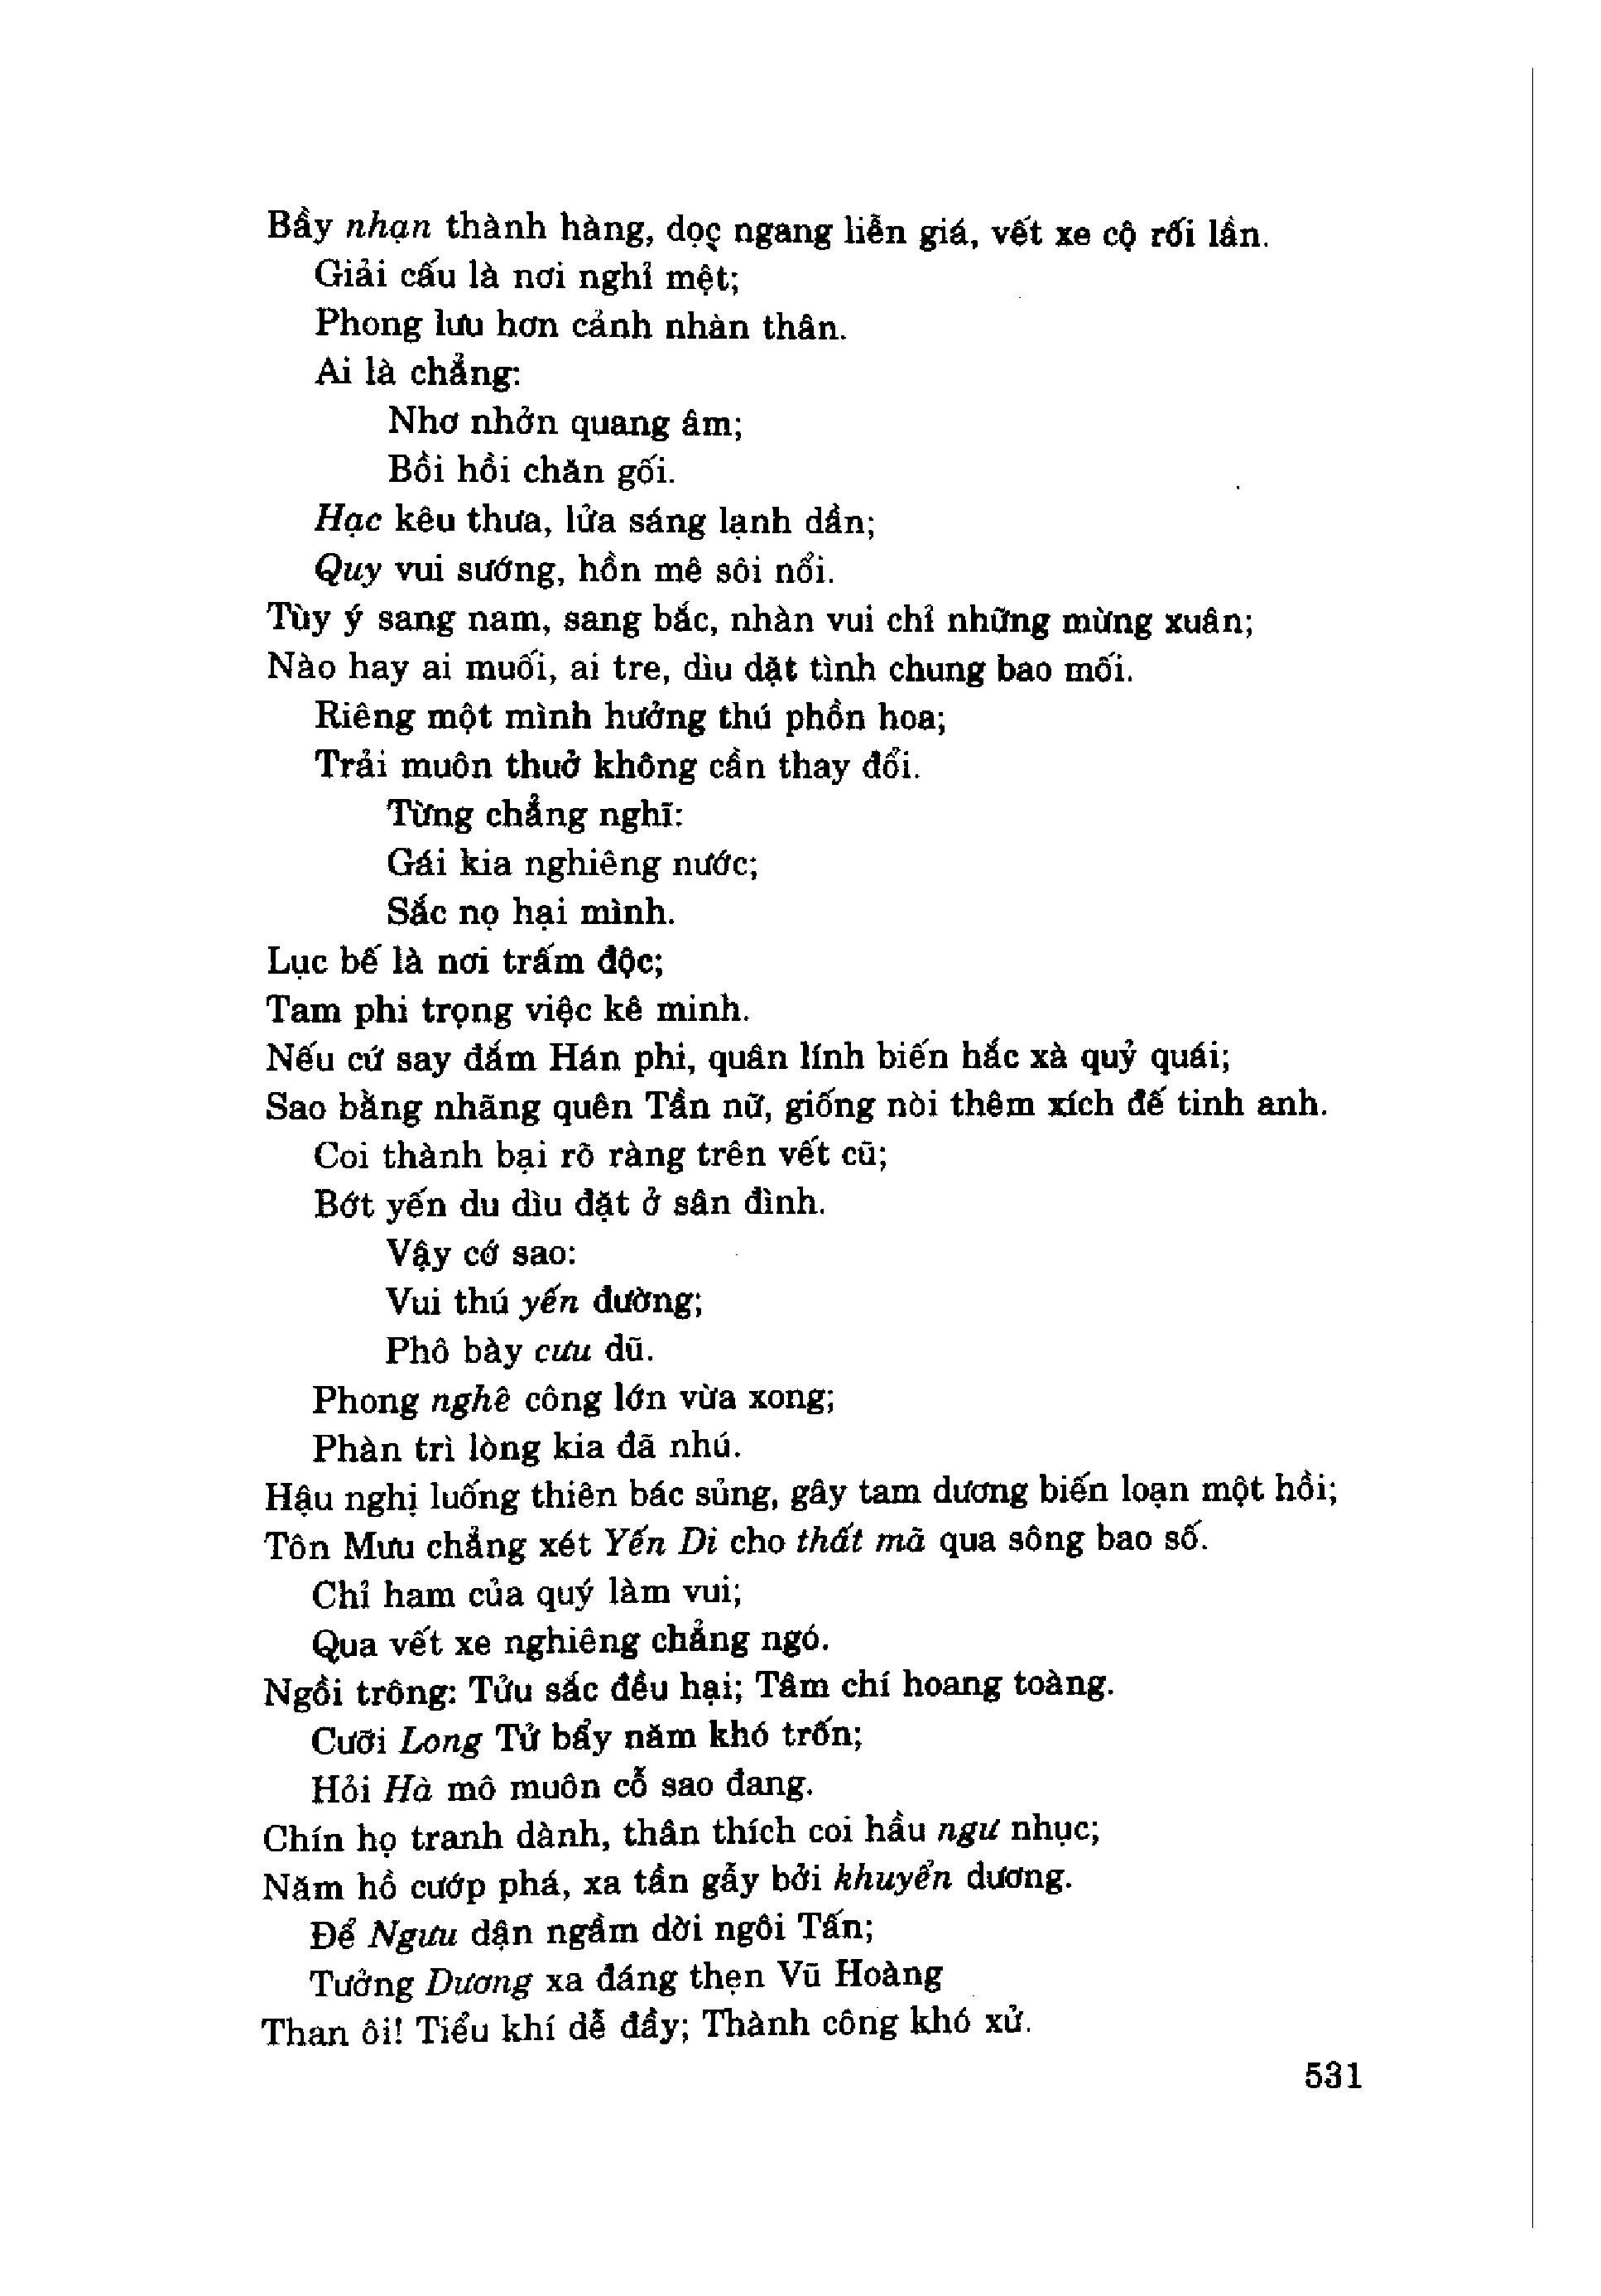 Bầy nhạn thành hàng, dọc ngang liễn giá, vết xe cộ rối lần.
Giải cấu là nơi nghỉ mệt;
Phong lưu hơn cảnh nhàn thân.
Ai là chẳng:
Nhơ nhởn quang âm;
Bồi hồi chăn gối.
Hạc kêu thưa, lửa sáng lạnh dần;
Quy vui sướng, hồn mê sôi nổi.
Tùy ý sang nam, sang bắc, nhàn vui chỉ những mừng xuân;
Nào hay ai muối, ai tre, dìu dặt tình chung bao mối.
Riêng một mình hưởng thú phồn hoa;
Trải muôn thuở không cần thay đổi.
Từng chẳng nghĩ:
Gái kia nghiêng nước;
Sắc nọ hại mình.
Lục bế là nơi trấm độc;
Tam phi trọng việc kê minh.
Nếu cứ say đắm Hán phi, quân lính biến hắc xà quỷ quái;
Sao bằng nhãng quên Tần nữ, giống nòi thêm xích đế tinh anh.
Coi thành bại rõ ràng trên vết cũ;
Bớt yến du dìu đặt ở sân đình.
Vậy cớ sao:
Vui thú yến đường;
Phô bày cưu dũ.
Phong nghê công lớn vừa xong;
Phàn trì lòng kia đã nhú.
Hậu nghị luống thiên bác sủng, gây tam dương biến loạn một hồi;
Tôn Mưu chẳng xét Yến Di cho thất mã qua sông bao số.
Chỉ ham của quý làm vui;
Qua vết xe nghiêng chẳng ngó.
Ngồi trông: Tửu sắc đều hại; Tâm chí hoang toàng.
Cưỡi Long Tử bẩy năm khó trốn;
Hỏi Hà mô muôn cỗ sao đang.
Chín họ tranh dành, thân thích coi hầu ngư nhục;
Năm hồ cướp phá, xa tần gẫy bởi khuyển dương.
Để Ngưu dận ngầm dời ngôi Tấn;
Tưởng Dương xa đáng thẹn Vũ Hoàng
Than ôi! Tiểu khí dễ đầy; Thành công khó xử.
531